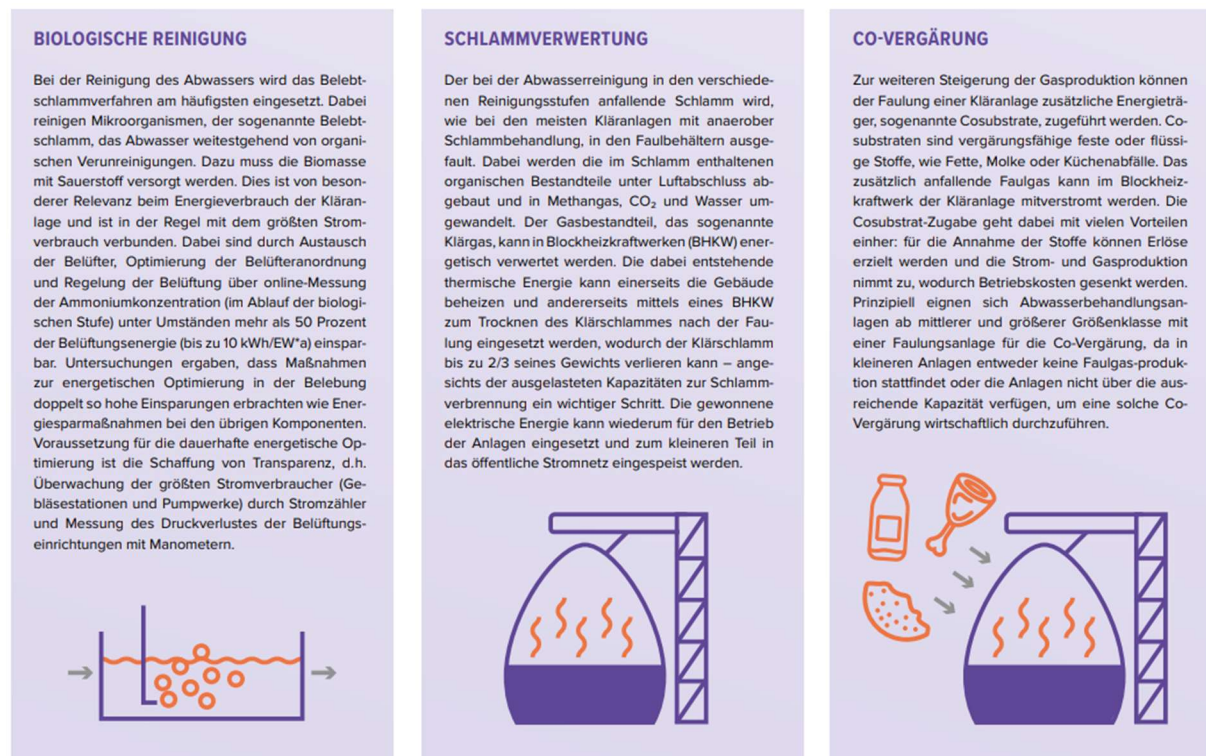 BIOLOGISCHE REINIGUNG
Bei der Reinigung des Abwassers wird das Belebt-
schlammverfahren am häufigsten eingesetzt. Dabei
reinigen Mikroorganismen, der sogenannte Belebt-
schlamm, das Abwasser weitestgehend von organi-
schen Verunreinigungen. Dazu muss die Biomasse
mit Sauerstoff versorgt werden. Dies ist von beson-
derer Relevanz beim Energieverbrauch der Kläran-
lage und ist in der Regel mit dem größten Strom-
verbrauch verbunden. Dabei sind durch Austausch
der Belüfter, Optimierung der Belüfteranordnung
und Regelung der Belüftung über online-Messung
der Ammoniumkonzentration (im Ablauf der biologi-
schen Stufe) unter Umständen mehr als 50 Prozent
der Belüftungsenergie (bis zu 10 kWh/EW*a) einspar-
bar. Untersuchungen ergaben, dass Maßnahmen
zur energetischen Optimierung in der Belebung
doppelt so hohe Einsparungen erbrachten wie Ener-
giesparmaßnahmen bei den übrigen Komponenten.
Voraussetzung für die dauerhafte energetische Op-
timierung ist die Schaffung von Transparenz, d.h.
Überwachung der größten Stromverbraucher (Ge-
bläsestationen und Pumpwerke) durch Stromzähler
und Messung des Druckverlustes der Belüftungs-
einrichtungen mit Manometern.
SCHLAMMVERWERTUNG
Der bei der Abwasserreinigung in den verschiede-
nen Reinigungsstufen anfallende Schlamm wird,
wie bei den meisten Kläranlagen mit anaerober
Schlammbehandlung, in den Faulbehältern ausge-
fault. Dabei werden die im Schlamm enthaltenen
organischen Bestandteile unter Luftabschluss ab-
gebaut und in Methangas, CO₂ und Wasser um-
gewandelt. Der Gasbestandteil, das sogenannte
Klärgas, kann in Blockheizkraftwerken (BHKW) ener-
getisch verwertet werden. Die dabei entstehende
thermische Energie kann einerseits die Gebäude
beheizen und andererseits mittels eines BHKW
zum Trocknen des Klärschlammes nach der Fau-
lung eingesetzt werden, wodurch der Klärschlamm
bis zu 2/3 seines Gewichts verlieren kann – ange-
sichts der ausgelasteten Kapazitäten zur Schlamm-
verbrennung ein wichtiger Schritt. Die gewonnene
elektrische Energie kann wiederum für den Betrieb
der Anlagen eingesetzt und zum kleineren Teil in
das öffentliche Stromnetz eingespeist werden.
CO-VERGÄRUNG
Zur weiteren Steigerung der Gasproduktion können
der Faulung einer Kläranlage zusätzliche Energieträ-
ger, sogenannte Cosubstrate, zugeführt werden. Co-
substraten sind vergärungsfähige feste oder flüssi-
ge Stoffe, wie Fette, Molke oder Küchenabfälle. Das
zusätzlich anfallende Faulgas kann im Blockheiz-
kraftwerk der Kläranlage mitverstromt werden. Die
Cosubstrat-Zugabe geht dabei mit vielen Vorteilen
einher: für die Annahme der Stoffe können Erlöse
erzielt werden und die Strom- und Gasproduktion
nimmt zu, wodurch Betriebskosten gesenkt werden.
Prinzipiell eignen sich Abwasserbehandlungsan-
lagen ab mittlerer und größerer Größenklasse mit
einer Faulungsanlage für die Co-Vergärung, da in
kleineren Anlagen entweder keine Faulgas-produk-
tion stattfindet oder die Anlagen nicht über die aus-
reichende Kapazität verfügen, um eine solche Co-
Vergärung wirtschaftlich durchzuführen.